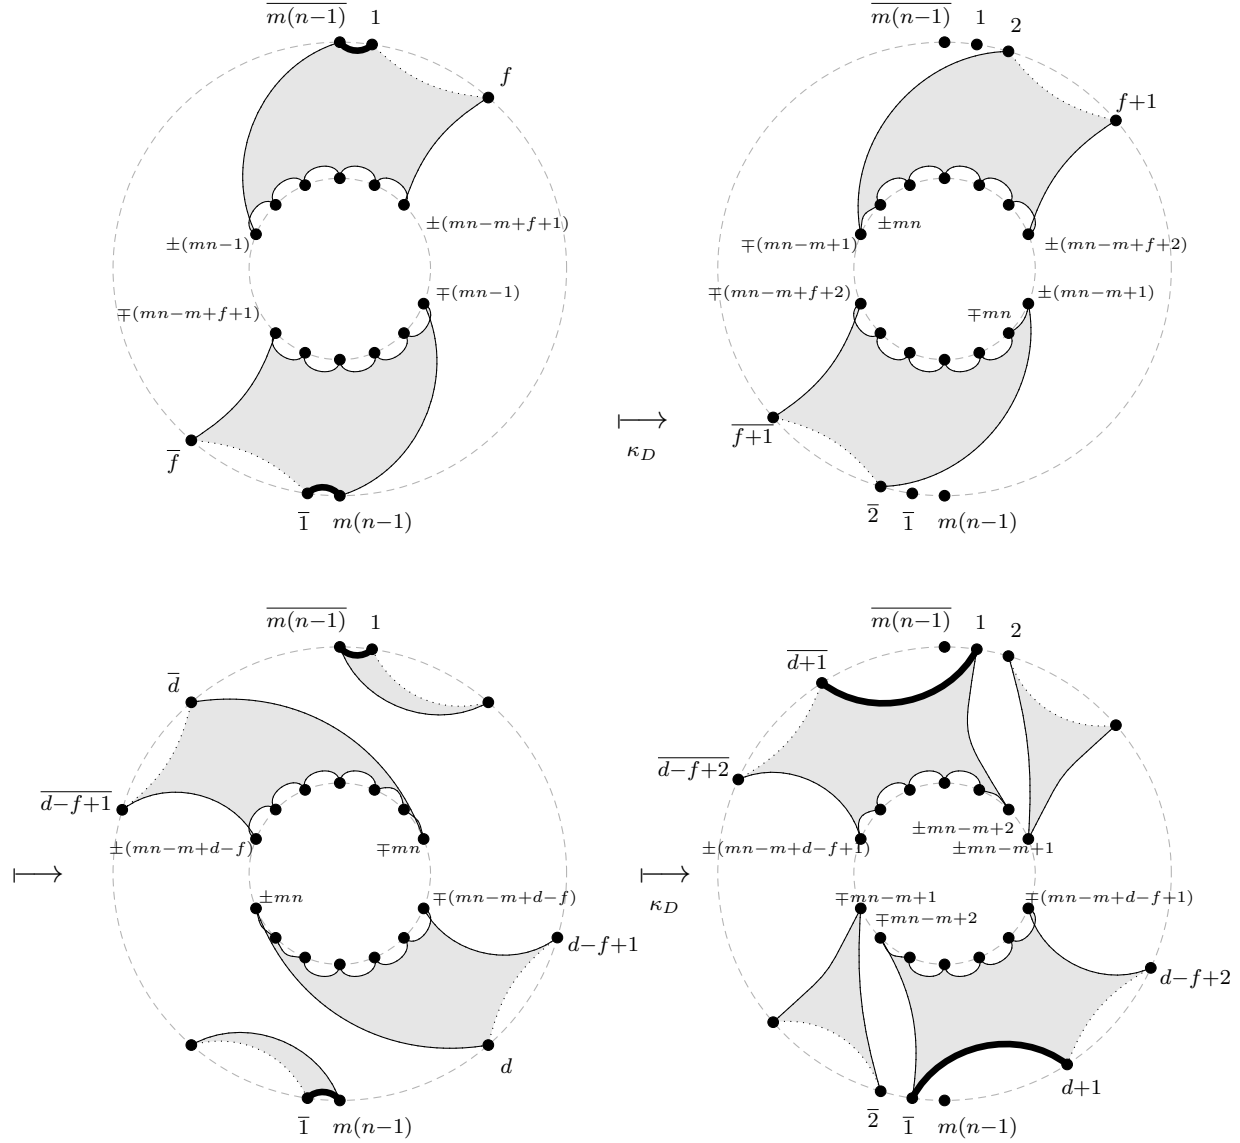 m(n−1)̅ 1
f
±(mn−m+f+1)
±(mn−1)
∓(mn−1)
∓(mn−m+f+1)
f̅
1̅ m(n−1)
m(n−1)̅ 1 2
f+1
±mn
∓(mn−m+1) ±(mn−m+f+2)
∓(mn−m+f+2) ±(mn−m+1)
∓mn
f+1̅
2̅ 1̅ m(n−1)
⟼
κ_D
m(n−1)̅ 1
d̅
d−f+1̅
±(mn−m+d−f) ∓mn
±mn ∓(mn−m+d−f)
d−f+1
d
1̅ m(n−1)
⟼
m(n−1)̅ 1 2
d+1̅
d−f+2̅
±mn−m+2
±(mn−m+d−f+1) ±mn−m+1
∓mn−m+1 ∓(mn−m+d−f+1)
∓mn−m+2
d−f+2
d+1
2̅ 1̅ m(n−1)
⟼
κ_D